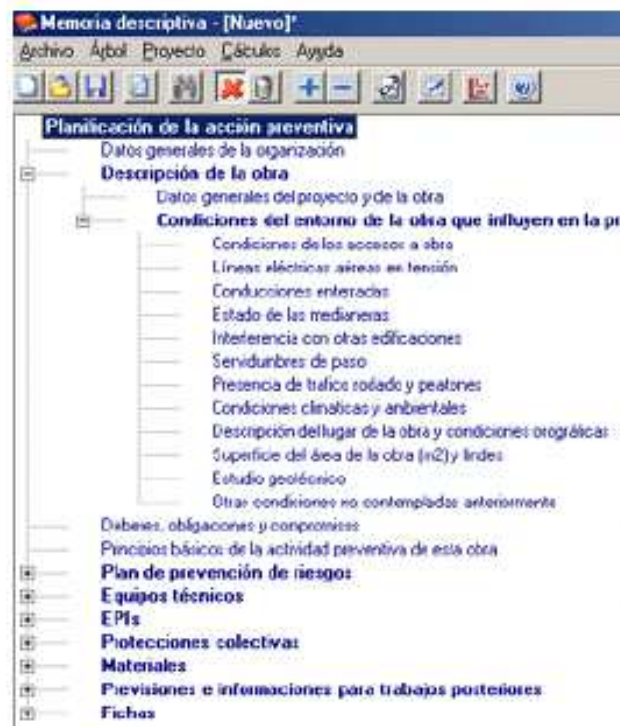 Memoria descriptiva - [Nuevo]*
Archivo Árbol Proyecto Cálculos Ayuda
Planificación de la acción preventiva
Datos generales de la organización
Descripción de la obra
Datos generales del proyecto y de la obra
Condiciones del entorno de la obra que influyen en la pr
Condiciones de los accesos a obra
Líneas eléctricas aéreas en tensión
Conducciones enterradas
Estado de las medianeras
Interferencia con otras edificaciones
Servidumbres de paso
Presencia de trafico rodado y peatones
Condiciones climáticas y ambientales
Descripción del lugar de la obra y condiciones orográficas
Superficie del área de la obra (m2) y lindes
Estudio geotécnico
Otras condiciones no contempladas anteriormente
Deberes, obligaciones y compromisos
Principios básicos de la actividad preventiva de esta obra
Plan de prevención de riesgos
Equipos técnicos
EPIs
Protecciones colectivas
Materiales
Previsiones e informaciones para trabajos posteriores
Fichas